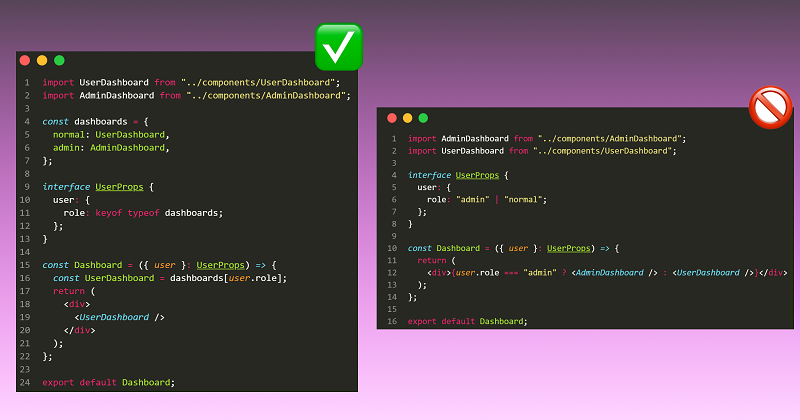 1 import UserDashboard from "../components/UserDashboard";
2 import AdminDashboard from "../components/AdminDashboard";
3
4 const dashboards = {
5 normal: UserDashboard,
6 admin: AdminDashboard,
7 };
8
9 interface UserProps {
10 user: {
11 role: keyof typeof dashboards;
12 };
13 }
14
15 const Dashboard = ({ user }: UserProps) => {
16 const UserDashboard = dashboards[user.role];
17 return (
18 <div>
19 <UserDashboard />
20 </div>
21 );
22 };
23
24 export default Dashboard;
1 import AdminDashboard from "../components/AdminDashboard";
2 import UserDashboard from "../components/UserDashboard";
3
4 interface UserProps {
5 user: {
6 role: "admin" | "normal";
7 };
8 }
9
10 const Dashboard = ({ user }: UserProps) => {
11 return (
12 <div>{user.role === "admin" ? <AdminDashboard /> : <UserDashboard />}</div>
13 );
14 };
15
16 export default Dashboard;